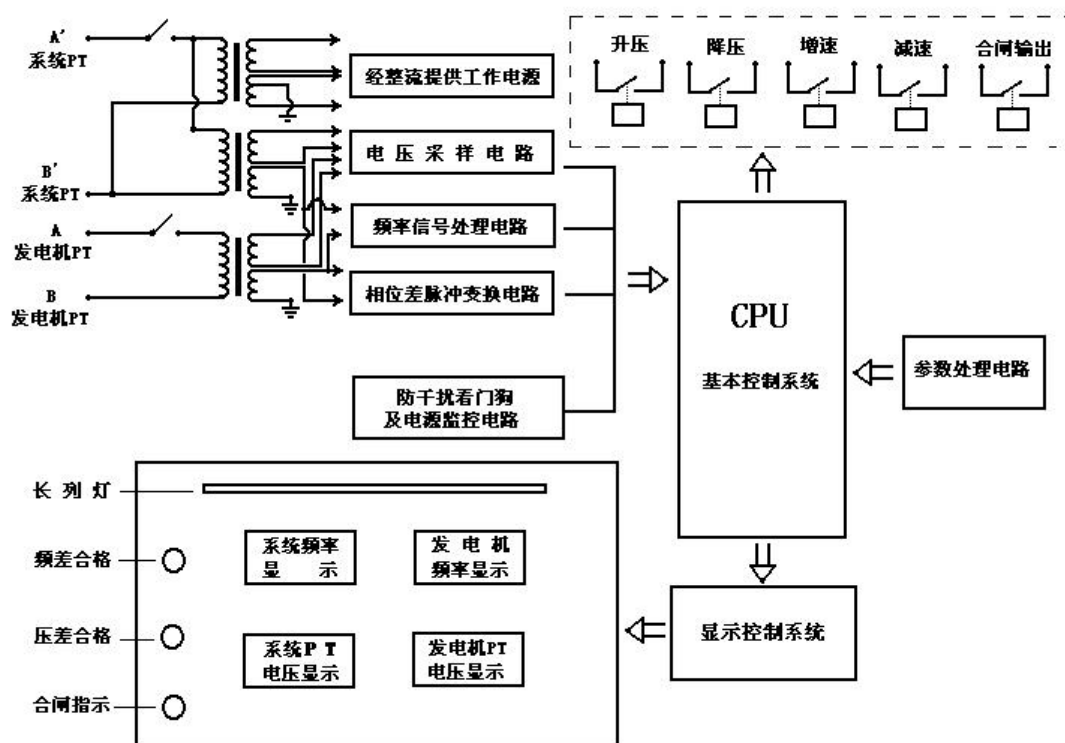 A'
系统PT
B'
系统PT
A
发电机PT
B
发电机PT
经整流提供工作电源
电压采样电路
频率信号处理电路
相位差脉冲变换电路
防干扰看门狗
及电源监控电路
升压
降压
增速
减速
合闸输出
CPU
基本控制系统
参数处理电路
显示控制系统
长列灯
频差合格
压差合格
合闸指示
系统频率
显示
发电机
频率显示
系统PT
电压显示
发电机PT
电压显示